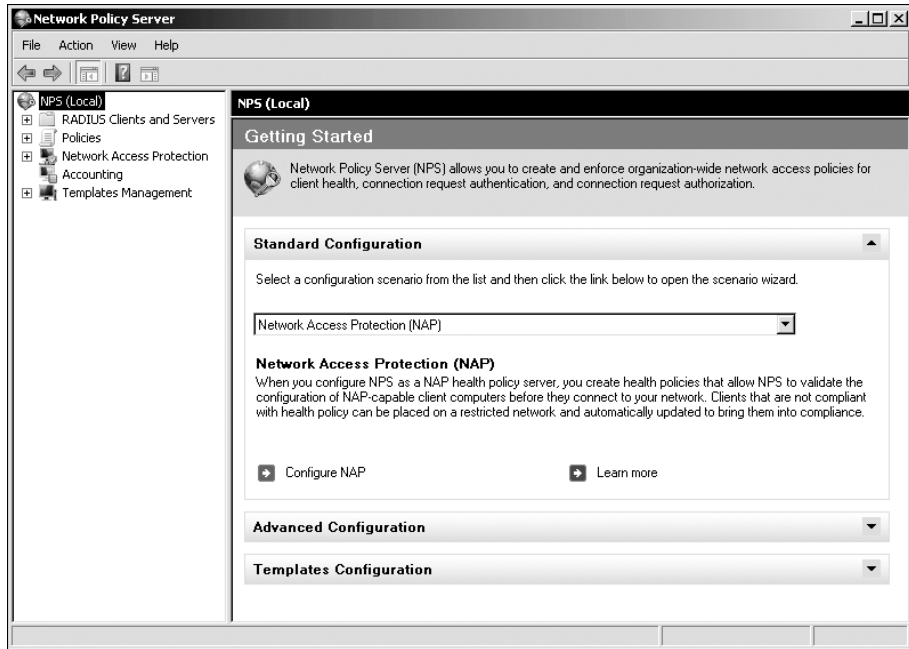 Network Policy Server
File Action View Help
NPS (Local)
RADIUS Clients and Servers
Policies
Network Access Protection
Accounting
Templates Management
NPS (Local)
Getting Started
Network Policy Server (NPS) allows you to create and enforce organization-wide network access policies for
client health, connection request authentication, and connection request authorization.
Standard Configuration
Select a configuration scenario from the list and then click the link below to open the scenario wizard.
Network Access Protection (NAP)
Network Access Protection (NAP)
When you configure NPS as a NAP health policy server, you create health policies that allow NPS to validate the
configuration of NAP-capable client computers before they connect to your network. Clients that are not compliant
with health policy can be placed on a restricted network and automatically updated to bring them into compliance.
Configure NAP
Learn more
Advanced Configuration
Templates Configuration